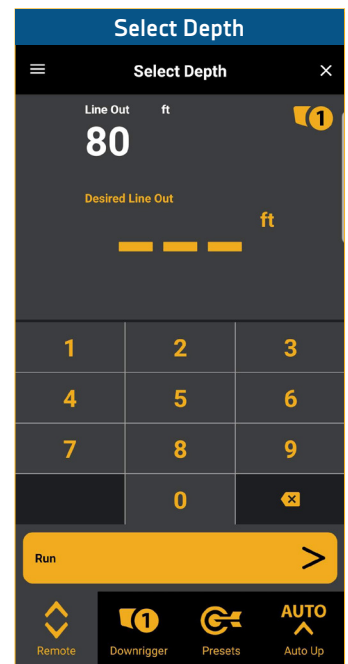 Select Depth
Select Depth
Line Out ft
80
1
Desired Line Out
ft
1 2 3
4 5 6
7 8 9
0
Run
1 AUTO
Remote Downrigger Presets Auto Up